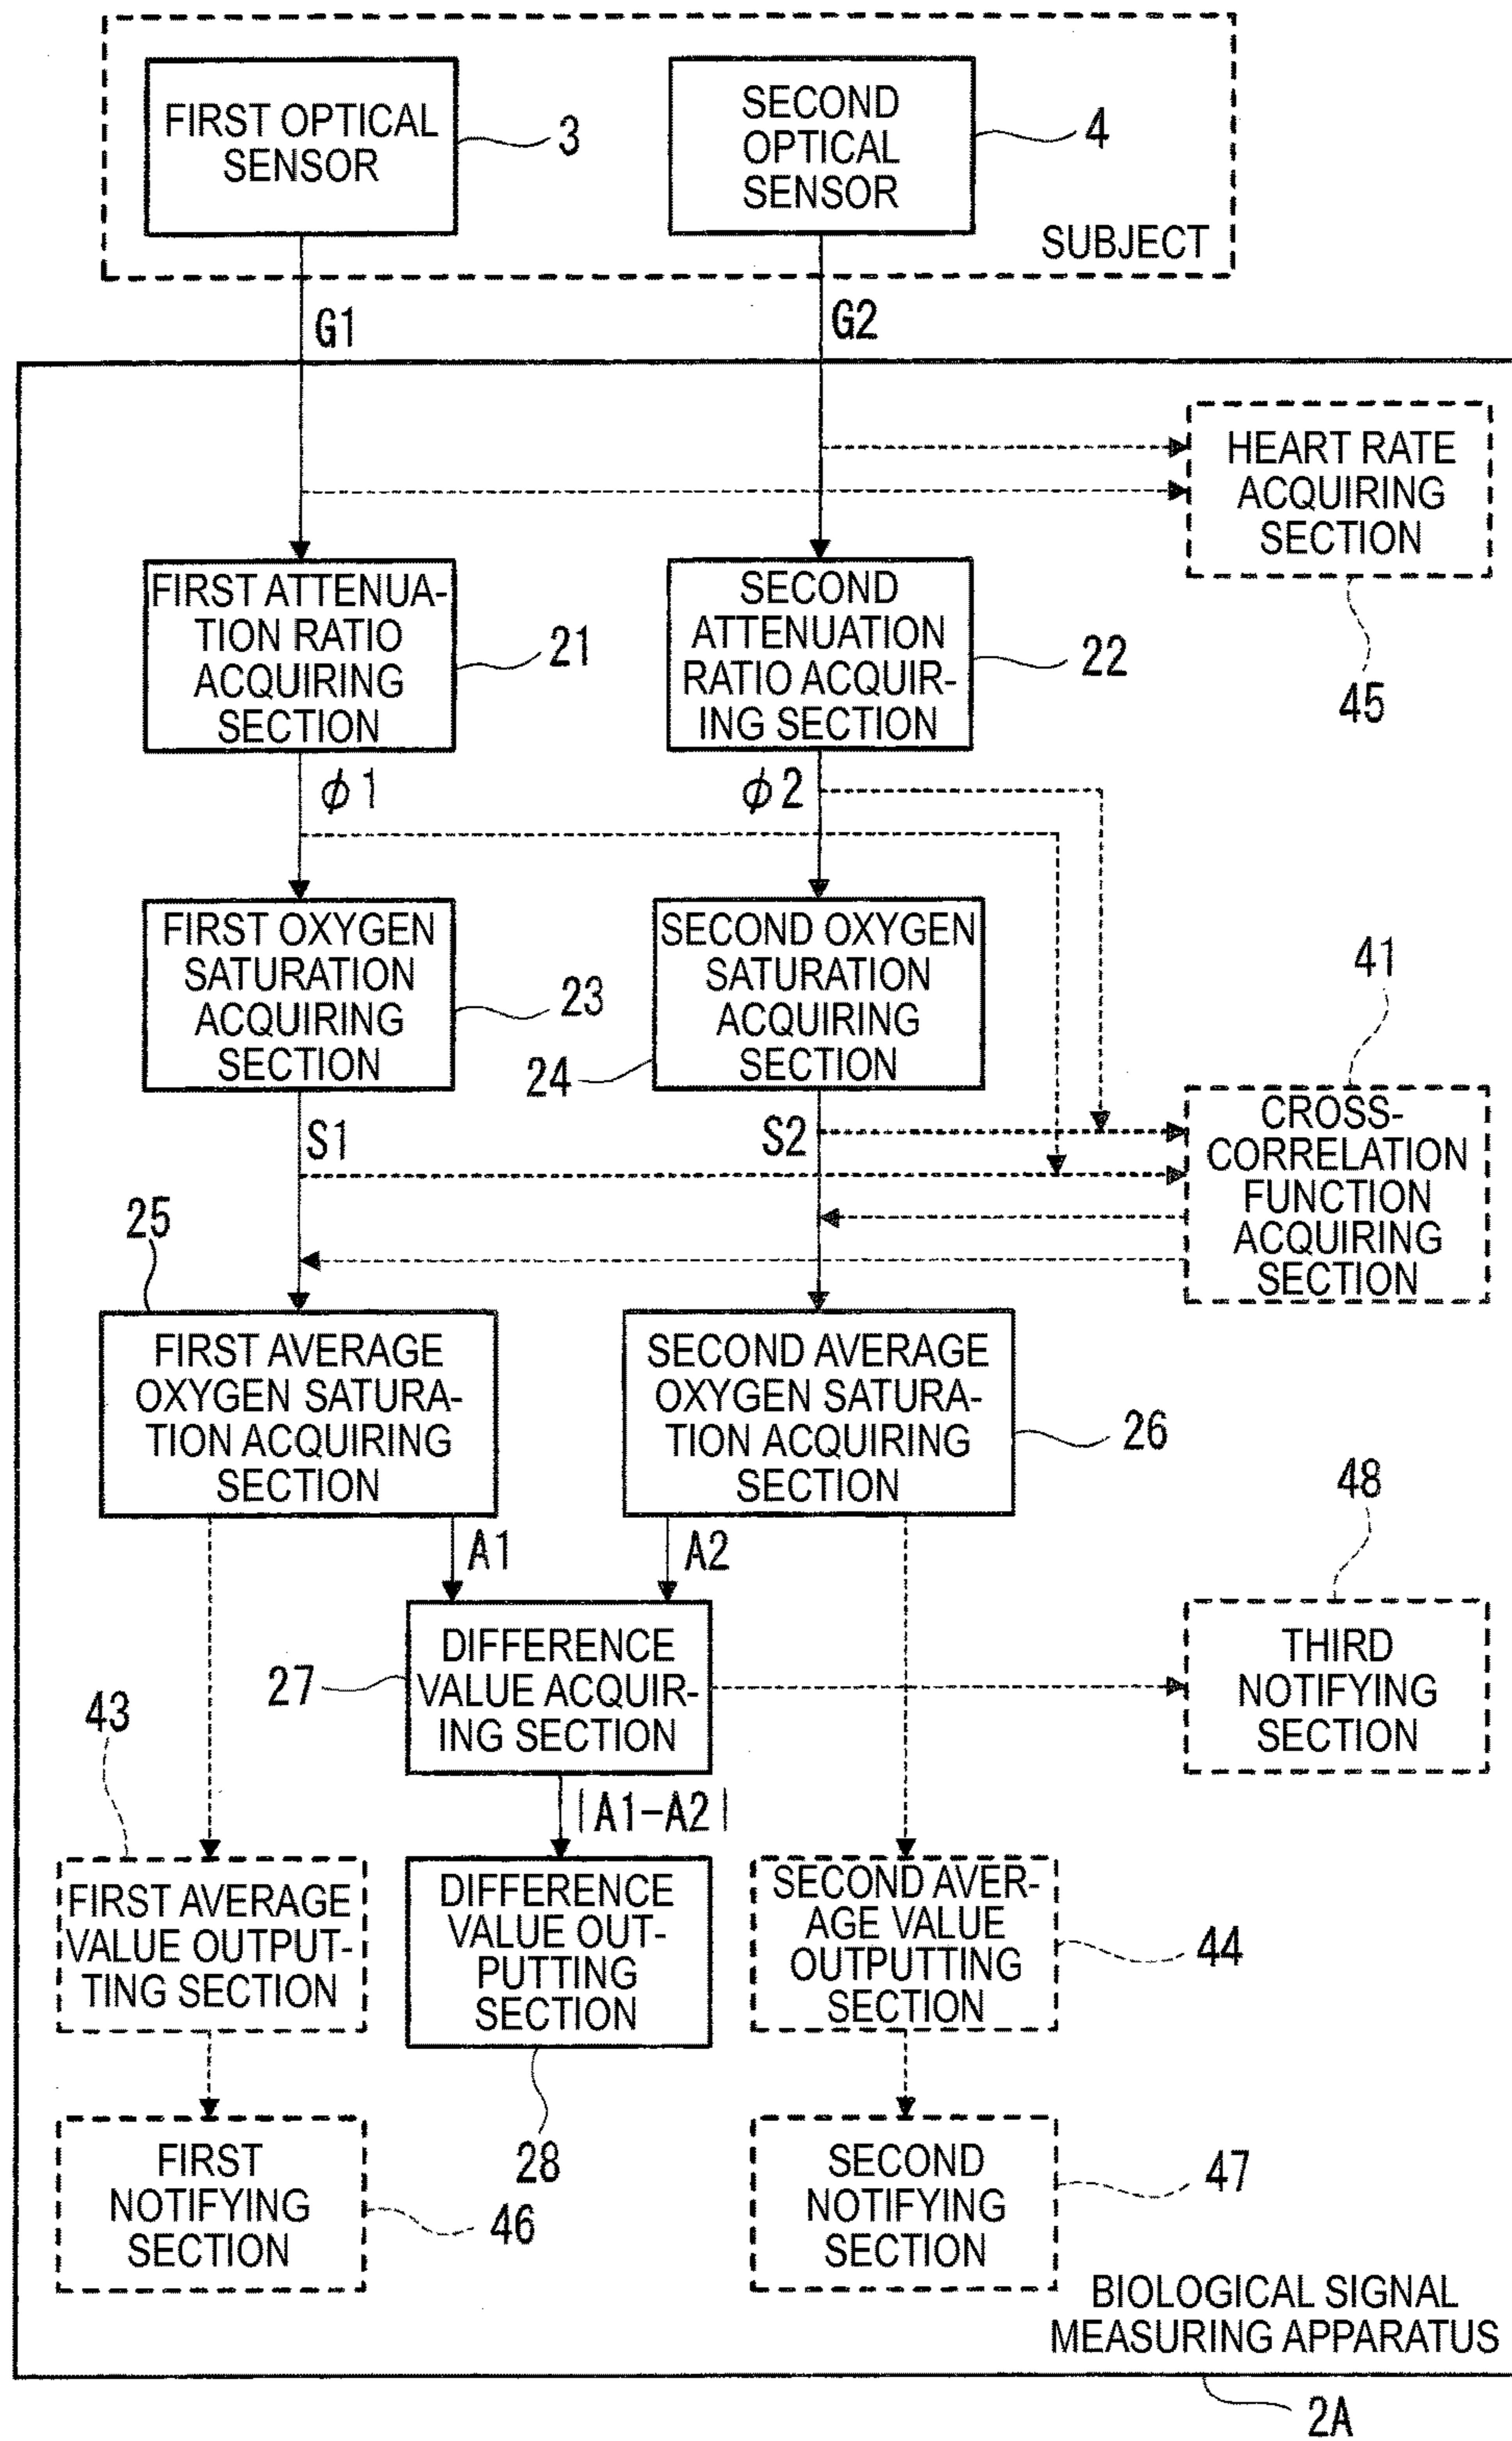 FIRST OPTICAL
SENSOR
3
SECOND
OPTICAL
SENSOR
4
SUBJECT
G1
G2
HEART RATE
ACQUIRING
SECTION
45
FIRST ATTENUA-
TION RATIO
ACQUIRING
SECTION
21
SECOND
ATTENUATION
RATIO ACQUIR-
ING SECTION
22
φ1
φ2
FIRST OXYGEN
SATURATION
ACQUIRING
SECTION
23
SECOND OXYGEN
SATURATION
ACQUIRING
SECTION
24
41
CROSS-
CORRELATION
FUNCTION
ACQUIRING
SECTION
S1
S2
25
FIRST AVERAGE
OXYGEN SATURA-
TION ACQUIRING
SECTION
SECOND AVERAGE
OXYGEN SATURA-
TION ACQUIRING
SECTION
26
A1
A2
48
THIRD
NOTIFYING
SECTION
27
DIFFERENCE
VALUE ACQUIR-
ING SECTION
43
|A1-A2|
FIRST AVERAGE
VALUE OUTPUT-
TING SECTION
DIFFERENCE
VALUE OUT-
PUTTING
SECTION
28
SECOND AVER-
AGE VALUE
OUTPUTTING
SECTION
44
FIRST
NOTIFYING
SECTION
46
SECOND
NOTIFYING
SECTION
47
BIOLOGICAL SIGNAL
MEASURING APPARATUS
2A